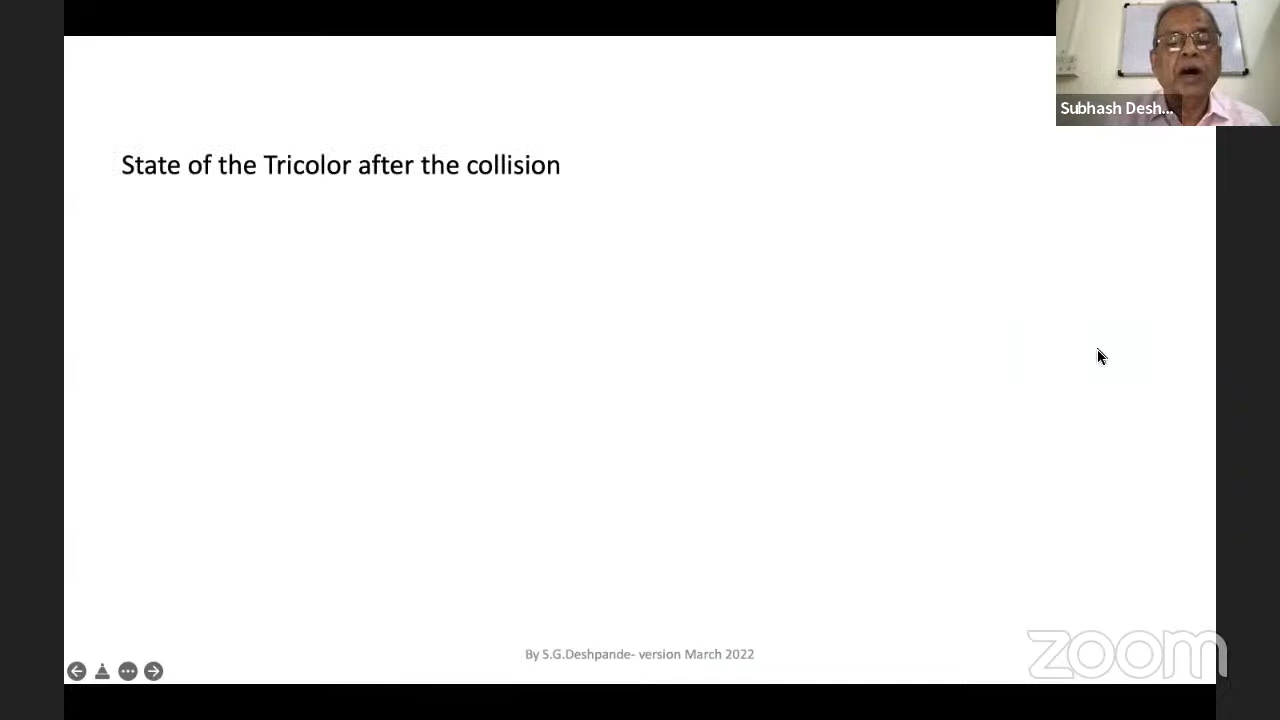 Subhash Desh...
State of the Tricolor after the collision
By S.G.Deshpande- version March 2022
zoom